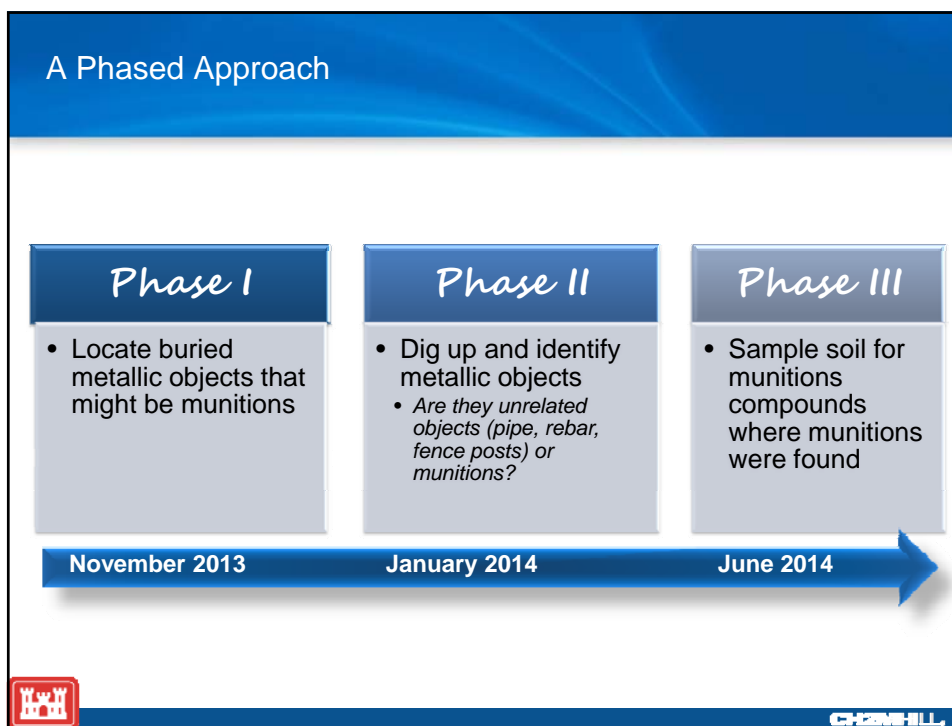 A Phased Approach
Phase I
• Locate buried
metallic objects that
might be munitions
Phase II
• Dig up and identify
metallic objects
• Are they unrelated
objects (pipe, rebar,
fence posts) or
munitions?
Phase III
• Sample soil for
munitions
compounds
where munitions
were found
November 2013
January 2014
June 2014
CH2MHILL